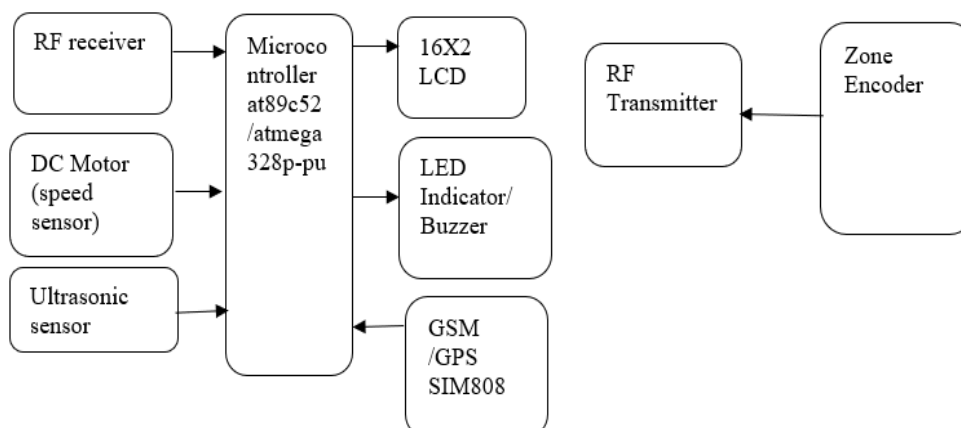 RF receiver
DC Motor
(speed
sensor)
Ultrasonic
sensor
Microco
ntroller
at89c52
/atmega
328p-pu
16X2
LCD
LED
Indicator/
Buzzer
GSM
/GPS
SIM808
RF
Transmitter
Zone
Encoder